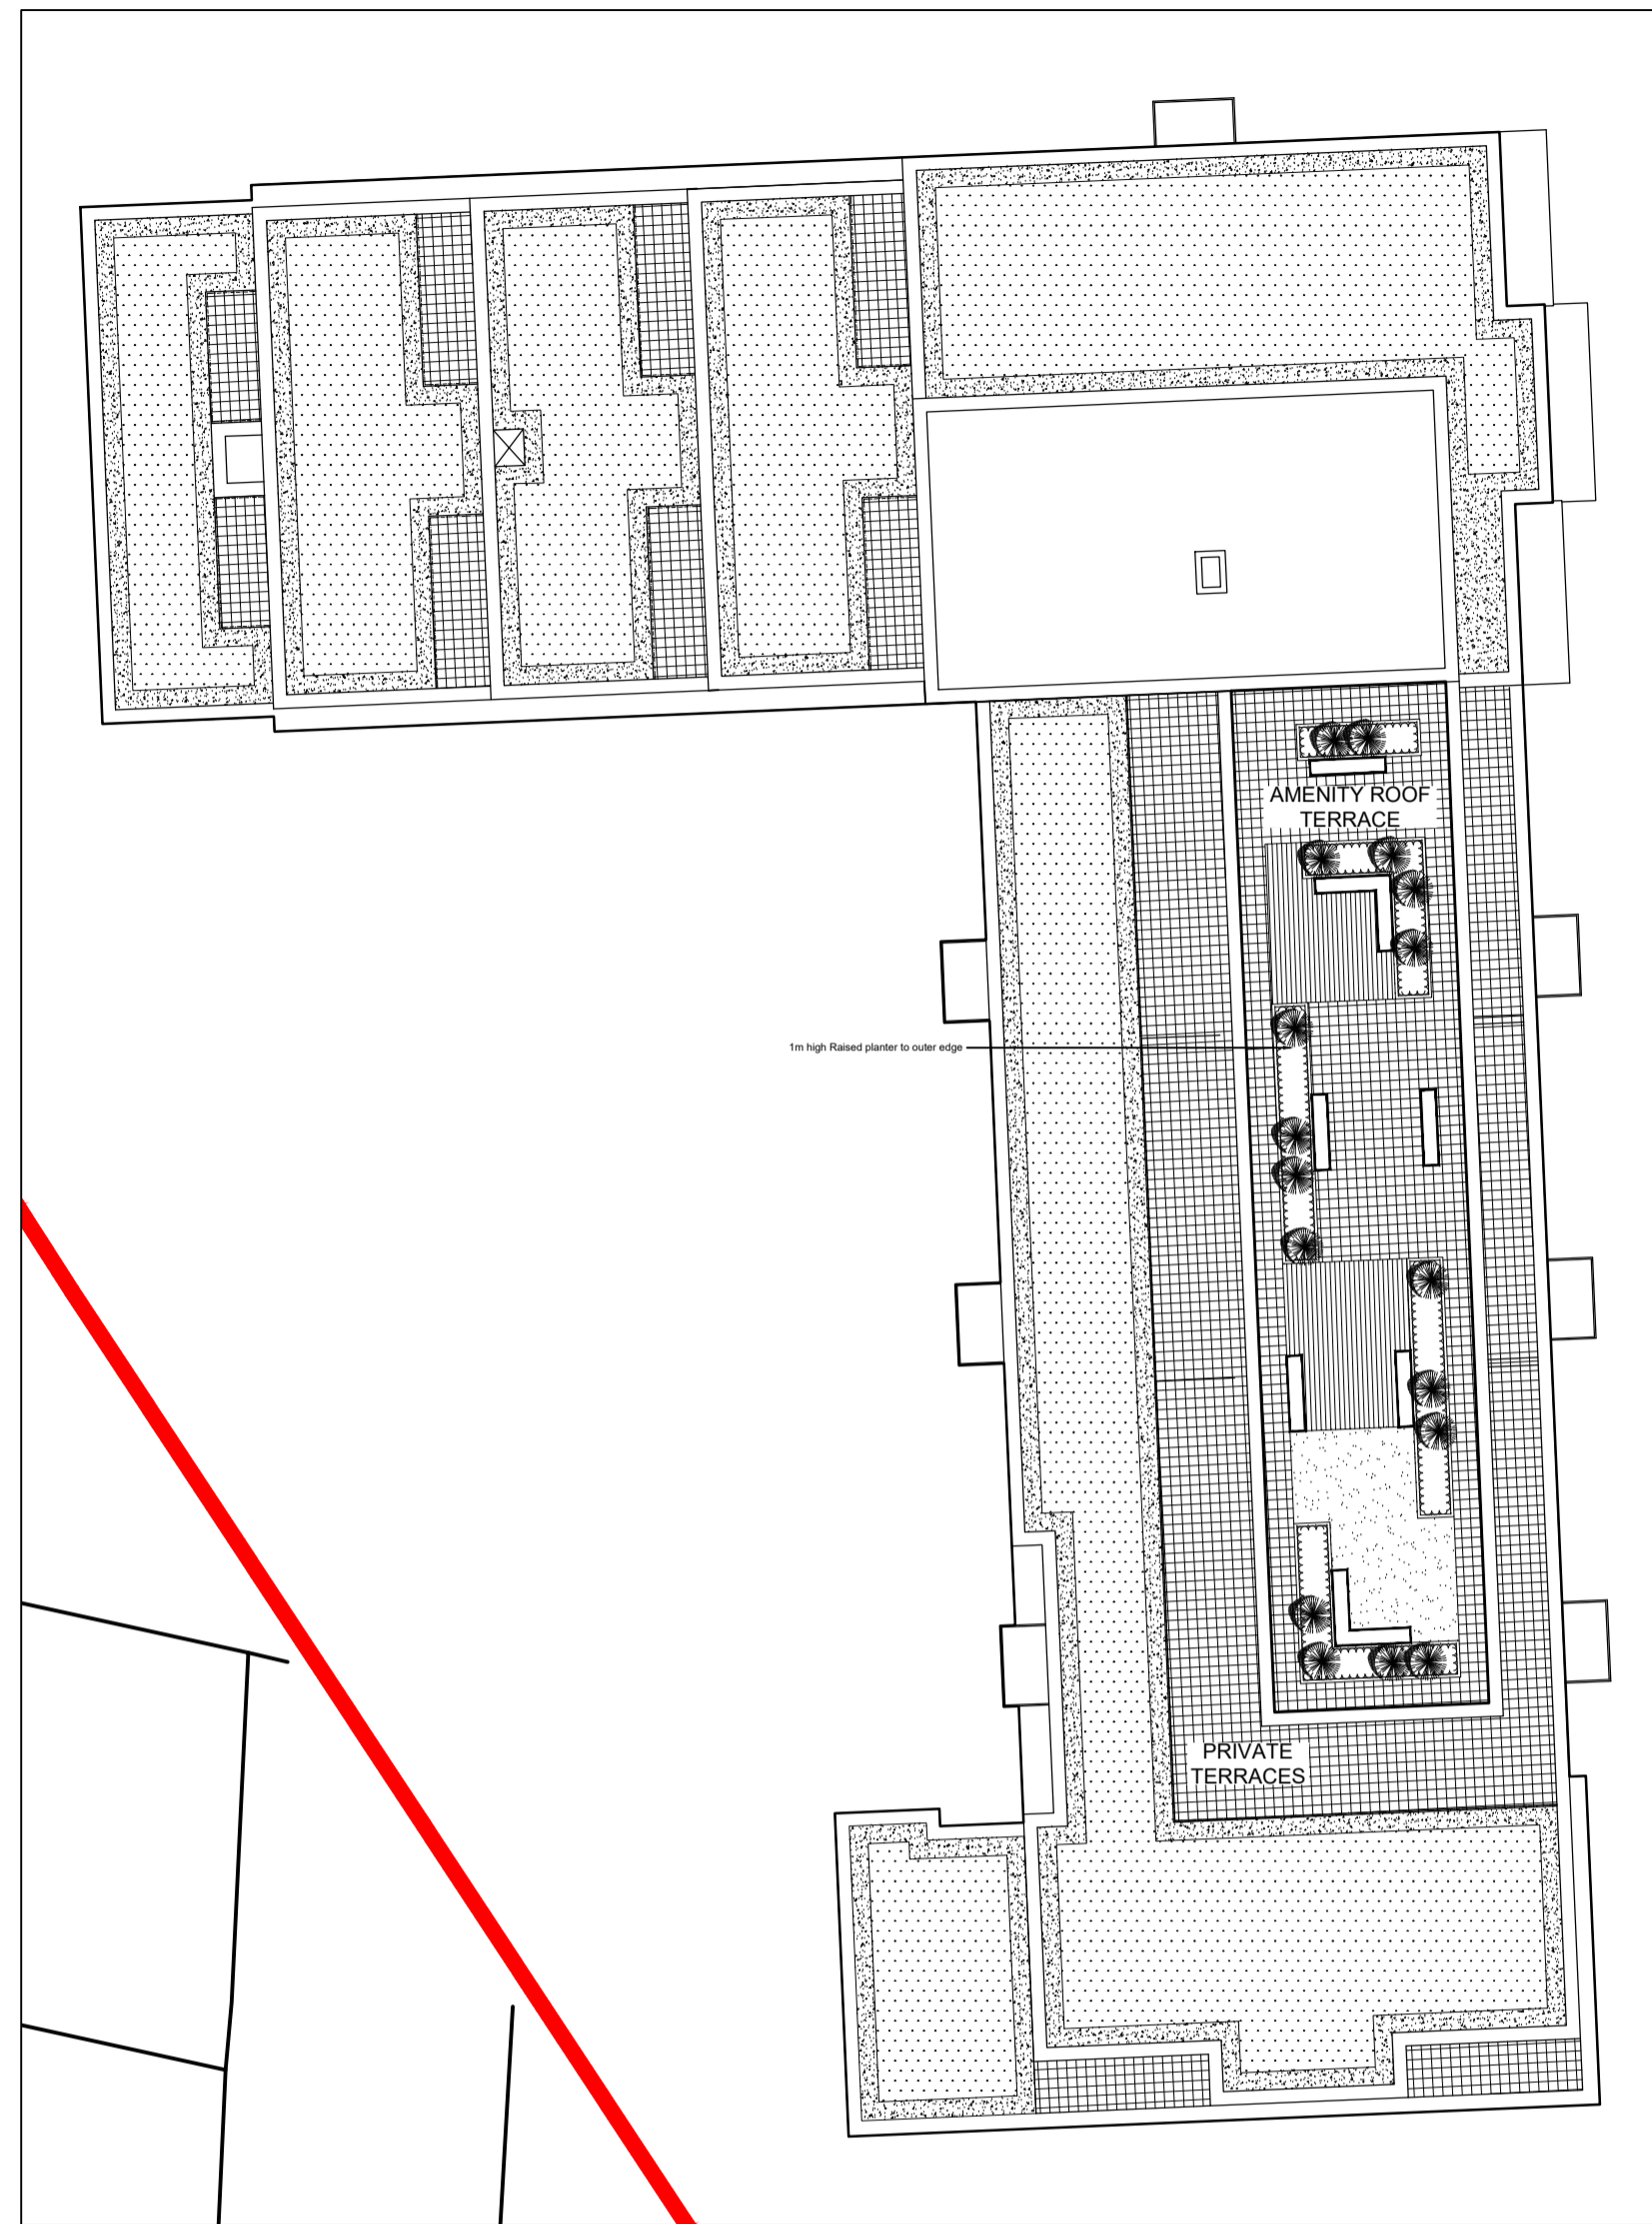 AMENITY ROOF
TERRACE
1m high Raised planter to outer edge
PRIVATE
TERRACES